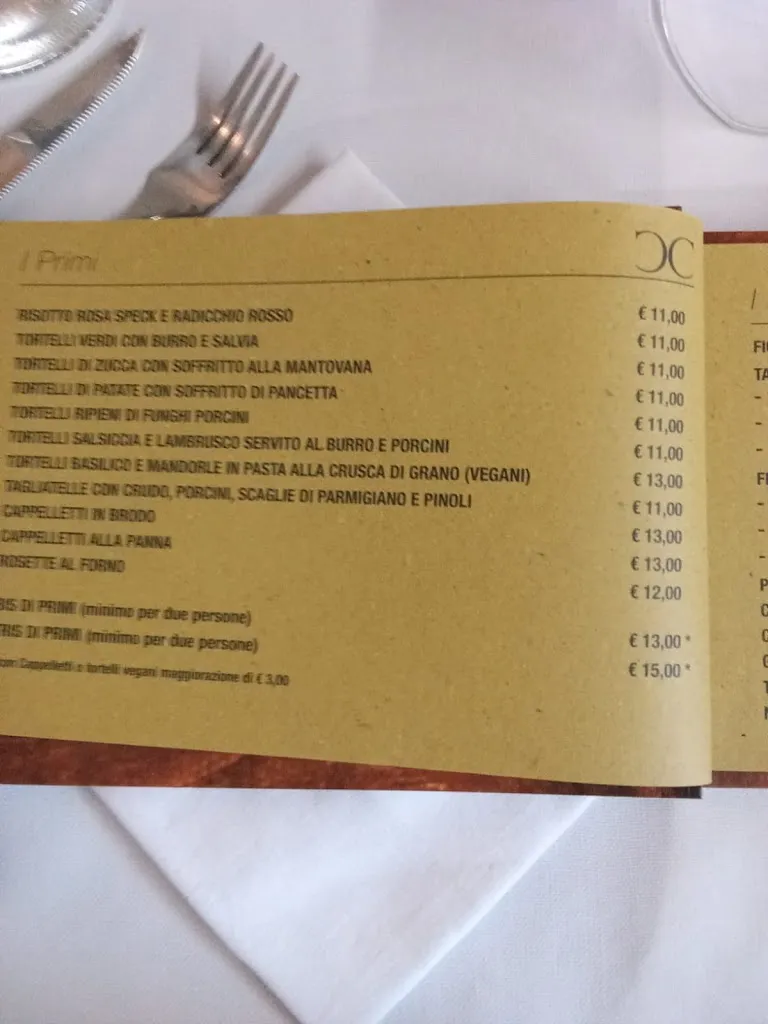 I Primi
RISOTTO ROSA SPECK E RADICCHIO ROSSO € 11,00
TORTELLI VERDI CON BURRO E SALVIA € 11,00
TORTELLI DI ZUCCA CON SOFFRITTO ALLA MANTOVANA € 11,00
TORTELLI DI PATATE CON SOFFRITTO DI PANCETTA € 11,00
TORTELLI RIPIENI DI FUNGHI PORCINI € 11,00
TORTELLI SALSICCIA E LAMBRUSCO SERVITO AL BURRO E PORCINI € 11,00
TORTELLI BASILICO E MANDORLE IN PASTA ALLA CRUSCA DI GRANO (VEGANI) € 13,00
TAGLIATELLE CON CRUDO, PORCINI, SCAGLIE DI PARMIGIANO E PINOLI € 11,00
CAPPELLETTI IN BRODO € 13,00
CAPPELLETTI ALLA PANNA € 13,00
ROSETTE AL FORNO € 12,00
BIS DI PRIMI (minimo per due persone) € 13,00 *
TRIS DI PRIMI (minimo per due persone) € 15,00 *
con Cappelletti e tortelli vegani maggiorazione di € 3,00